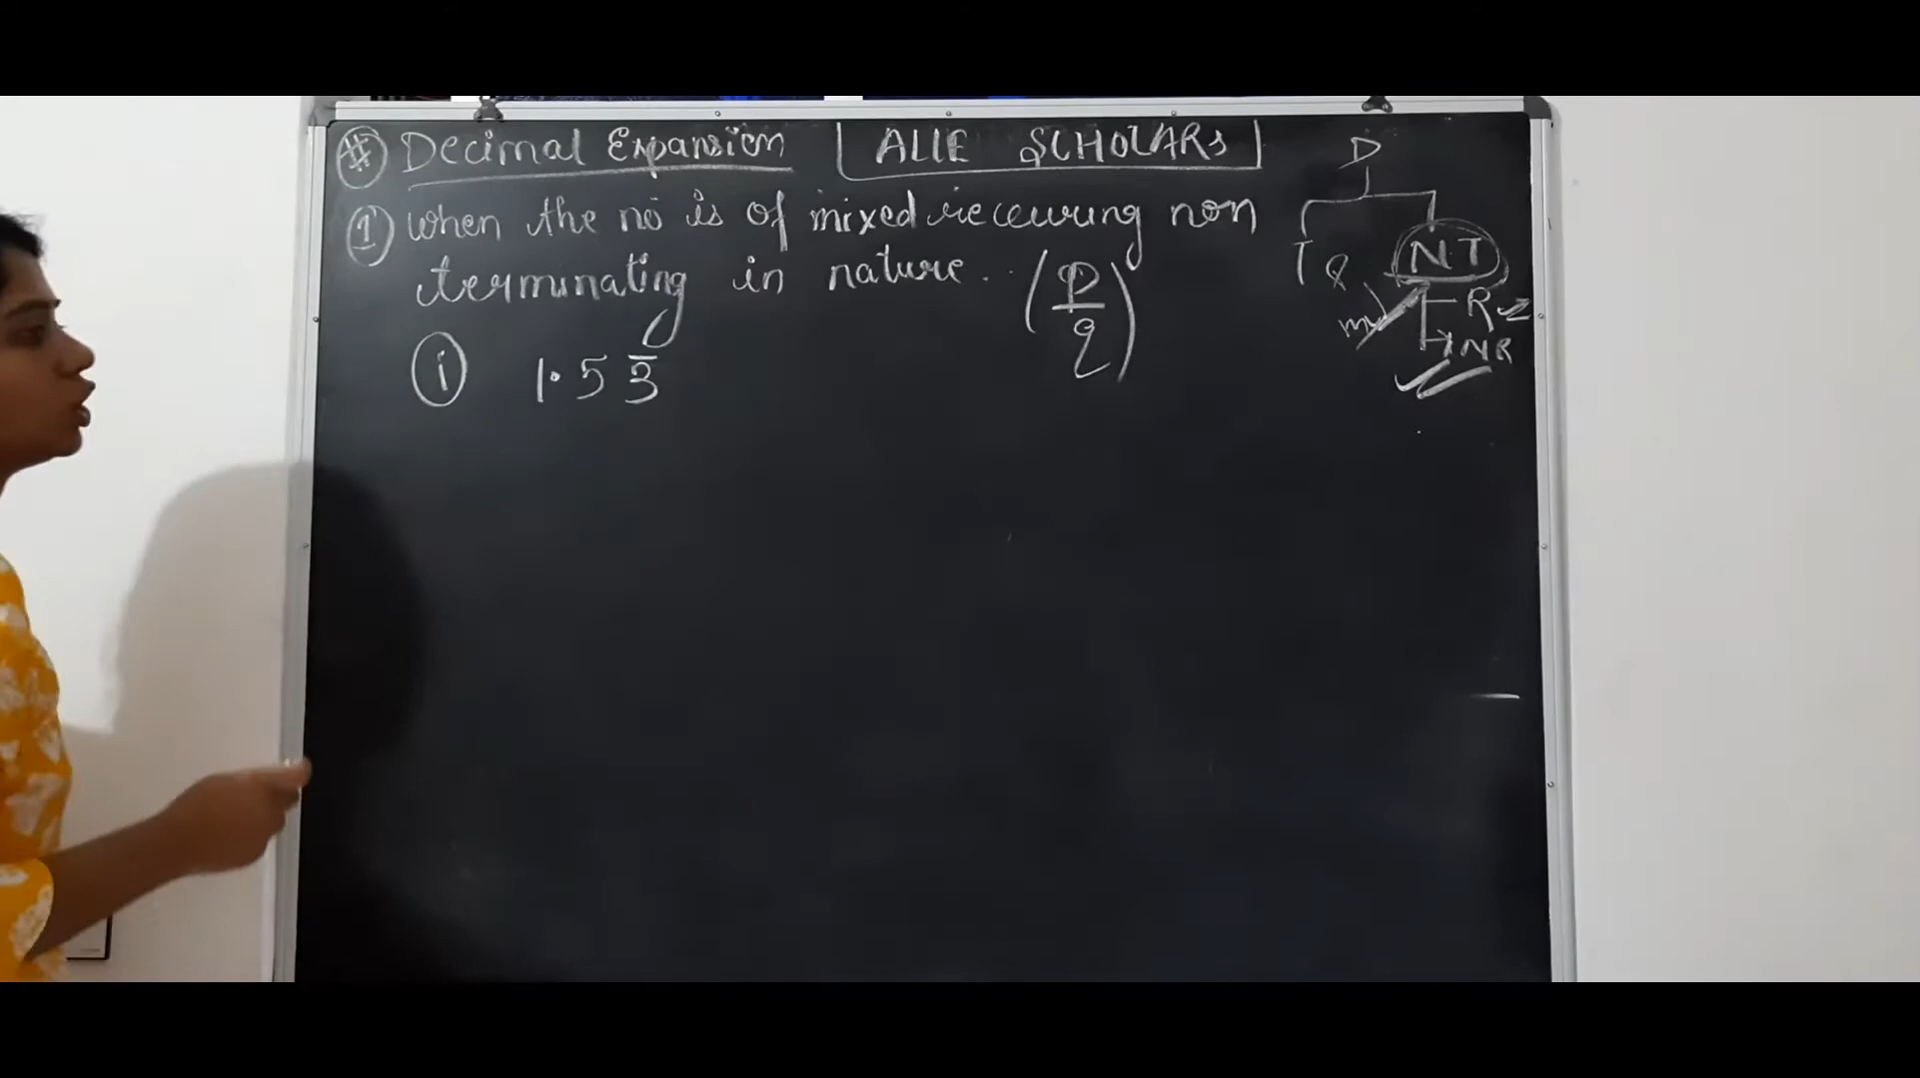 # Decimal Expansion ALLE SCHOLARS
① When the no is of mixed recurring non
terminating in nature. (p/q)
(i) 1.53̅
D
T NT
R
NR